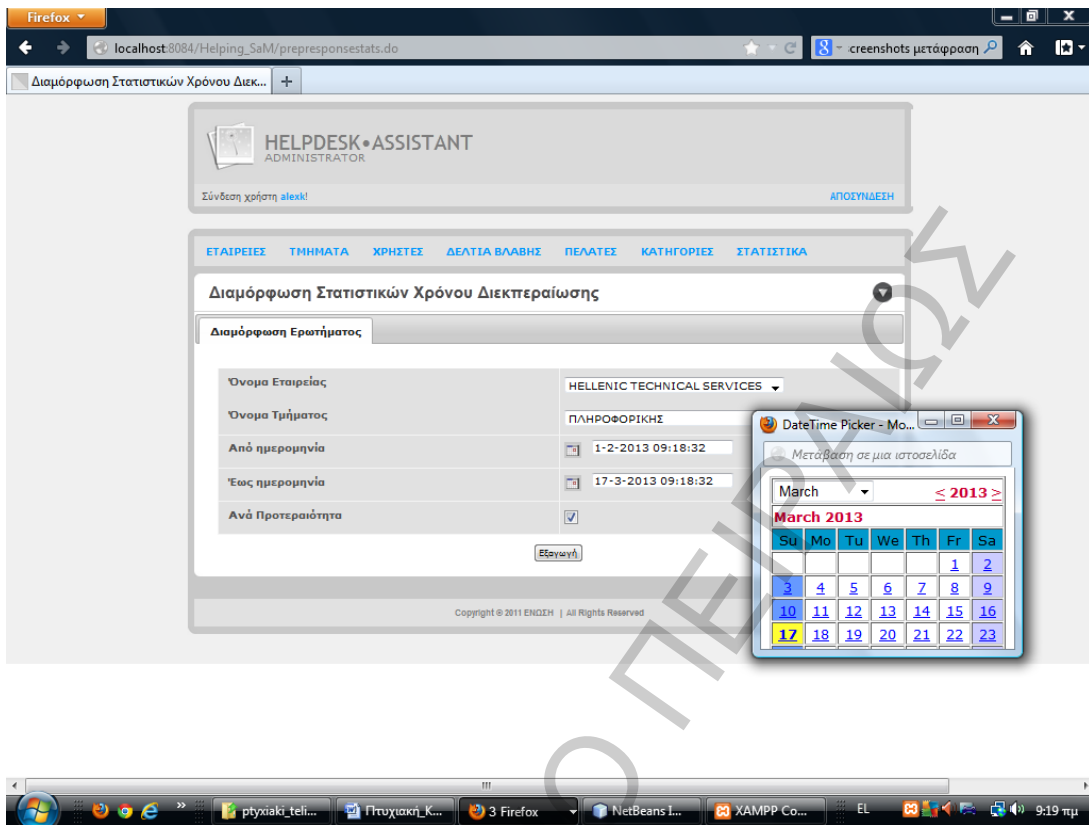 Firefox
localhost:8084/Helping_SaM/prepresponsestats.do
creenshots μετάφραση
Διαμόρφωση Στατιστικών Χρόνου Διεκ...
HELPDESK•ASSISTANT
ADMINISTRATOR
Σύνδεση χρήστη alexk!
ΑΠΟΣΥΝΔΕΣΗ
ΕΤΑΙΡΕΙΕΣ ΤΜΗΜΑΤΑ ΧΡΗΣΤΕΣ ΔΕΛΤΙΑ ΒΛΑΒΗΣ ΠΕΛΑΤΕΣ ΚΑΤΗΓΟΡΙΕΣ ΣΤΑΤΙΣΤΙΚΑ
Διαμόρφωση Στατιστικών Χρόνου Διεκπεραίωσης
Διαμόρφωση Ερωτήματος
Όνομα Εταιρείας HELLENIC TECHNICAL SERVICES
Όνομα Τμήματος ΠΛΗΡΟΦΟΡΙΚΗΣ
Από ημερομηνία 1-2-2013 09:18:32
Έως ημερομηνία 17-3-2013 09:18:32
Ανά Προτεραιότητα
Εξαγωγή
Copyright © 2011 ΕΝΩΣΗ | All Rights Reserved
DateTime Picker - Mo...
Μετάβαση σε μια ιστοσελίδα
March < 2013 >
March 2013
Su Mo Tu We Th Fr Sa
1 2
3 4 5 6 7 8 9
10 11 12 13 14 15 16
17 18 19 20 21 22 23
Ο ΠΕΙΡΑΙΩΣ
ptyxiaki_teli... Πτυχιακή_Κ... 3 Firefox NetBeans I... XAMPP Co... EL 9:19 πμ